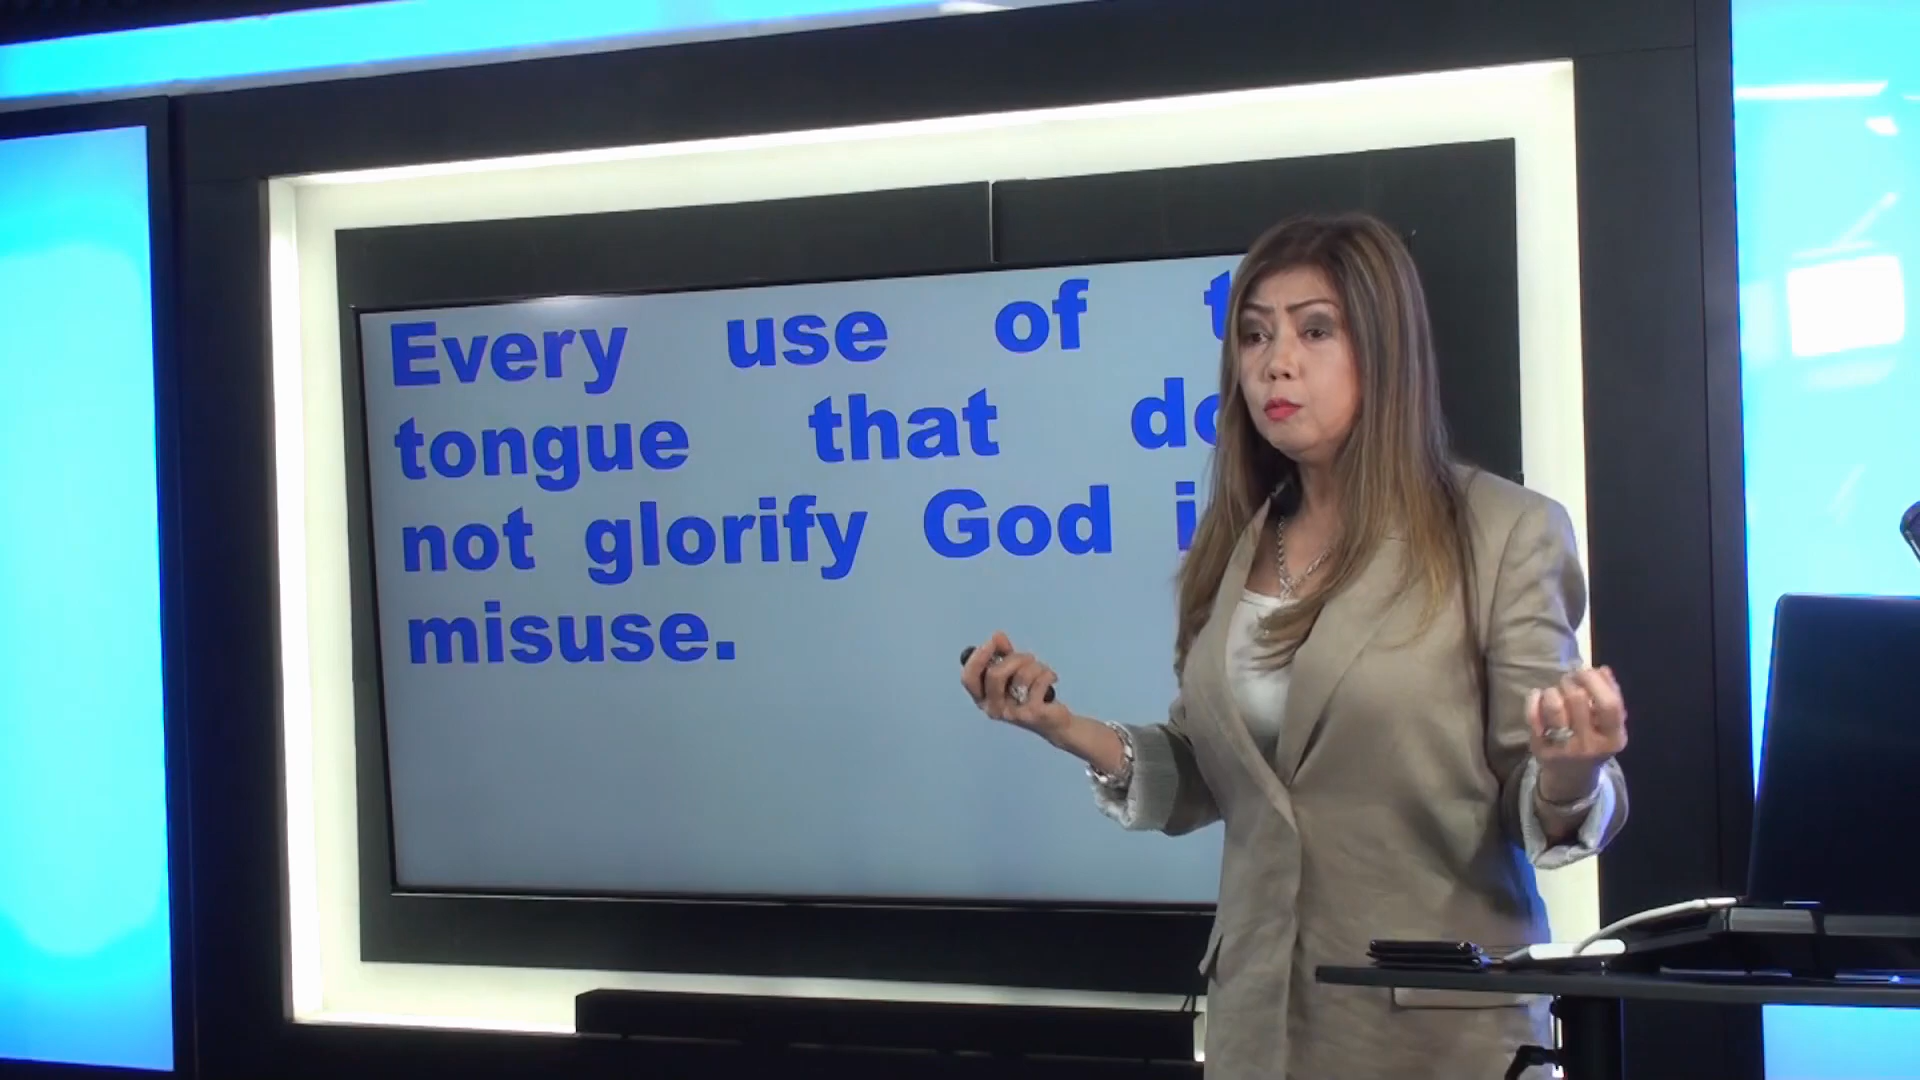 Every use of
tongue that
not glorify God
misuse.